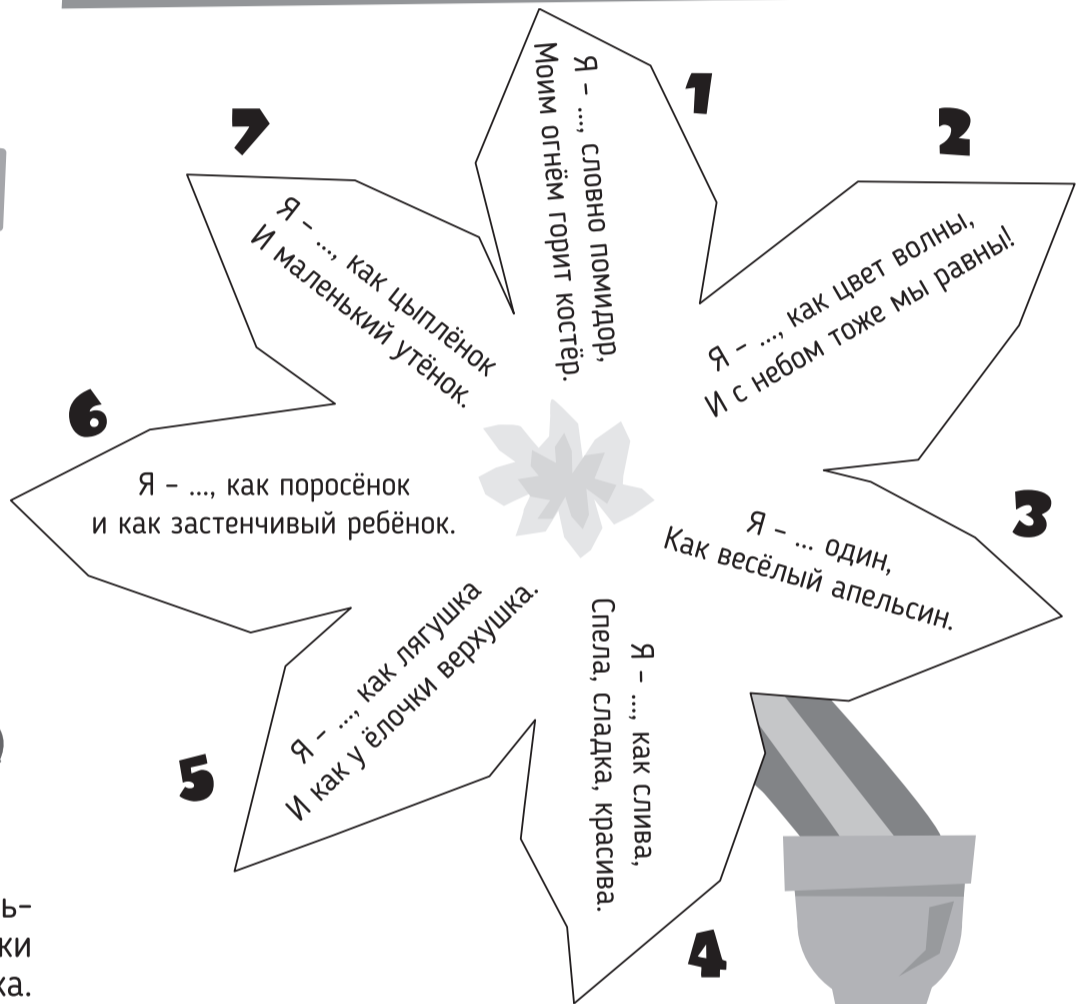 1
Я – ..., словно помидор,
Моим огнём горит костёр.
2
Я – ..., как цвет волны,
И с небом тоже мы равны!
3
Я – ... один,
Как весёлый апельсин.
4
Я – ..., как слива,
Спела, сладка, красива.
5
Я – ..., как лягушка
И как у ёлочки верхушка.
6
Я – ..., как поросёнок
и как застенчивый ребёнок.
7
Я – ..., как цыплёнок
И маленький утёнок.
ь-
ки
ка.